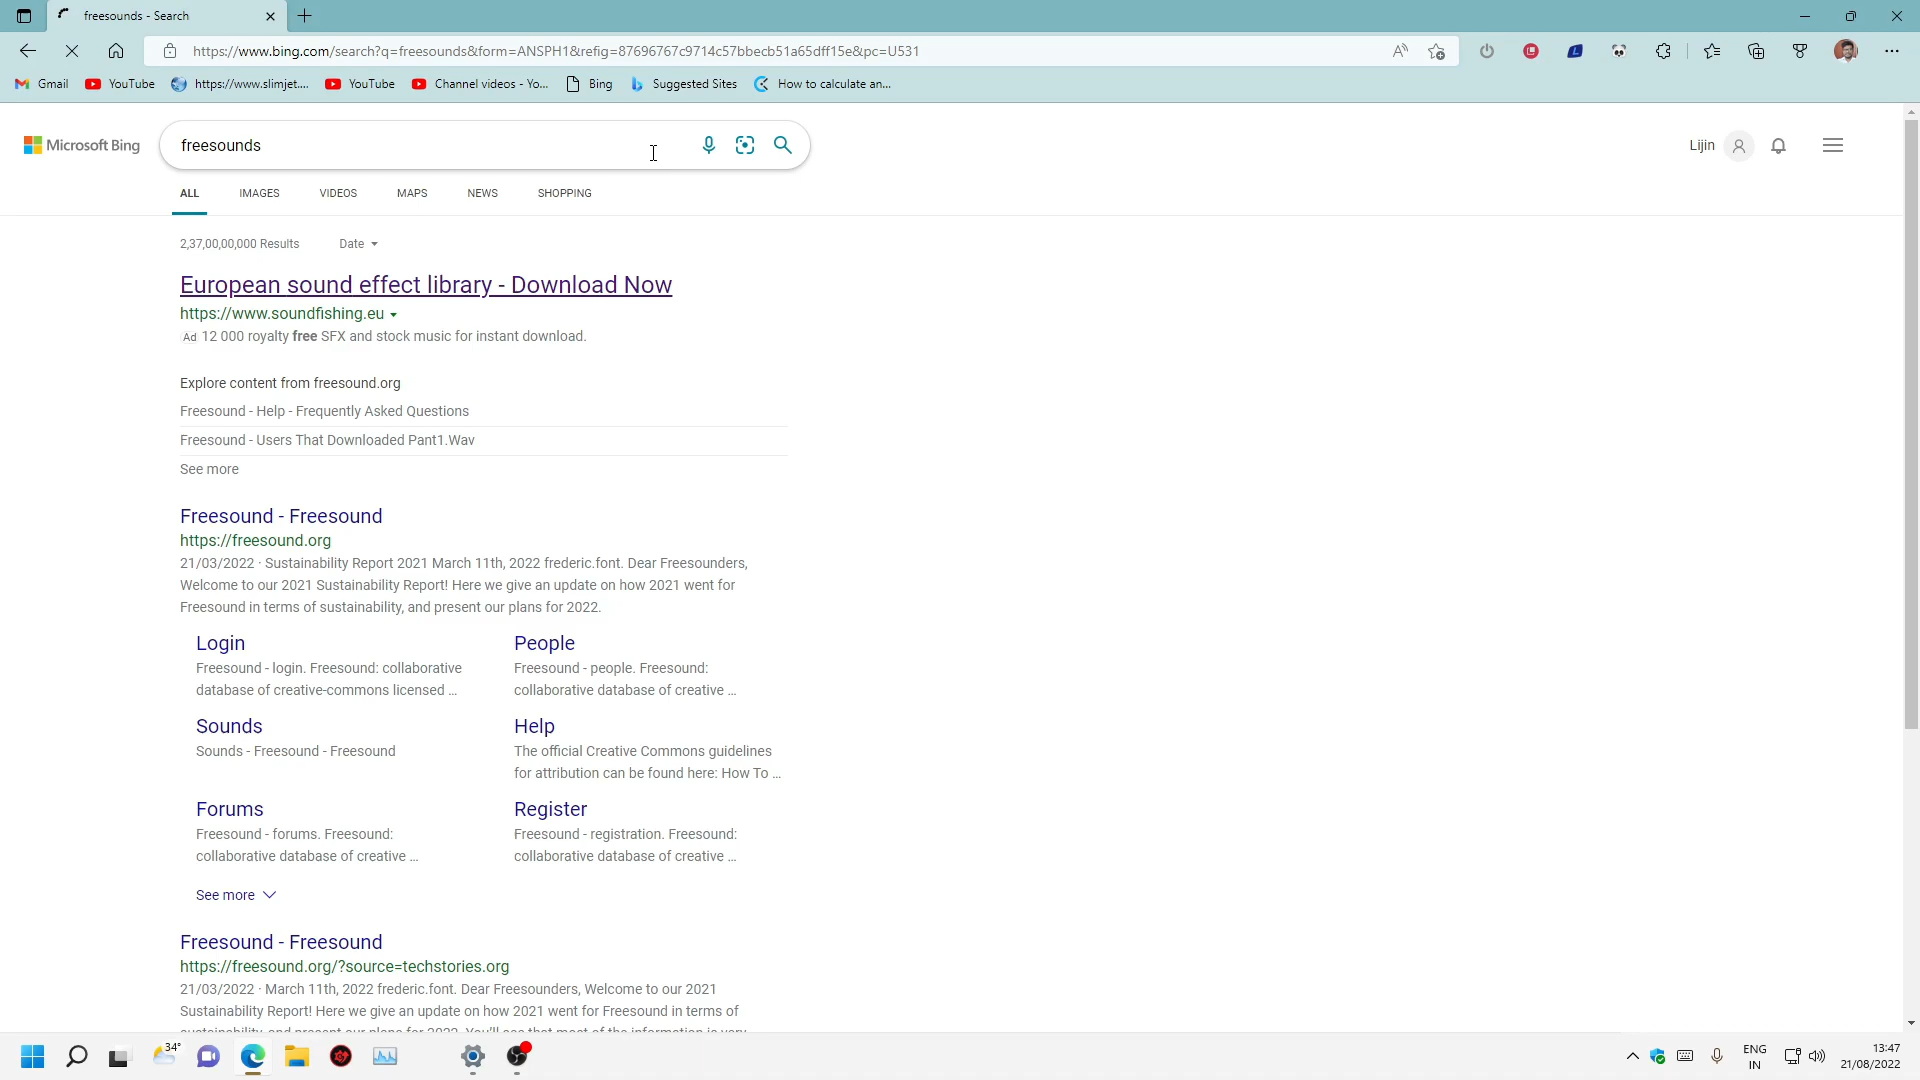 freesounds - Search
https://www.bing.com/search?q=freesounds&form=ANSPH1&refig=87696767c9714c57bbecb51a65dff15e&pc=U531
Gmail YouTube https://www.slimjet.... YouTube Channel videos - Yo... Bing Suggested Sites How to calculate an...
Microsoft Bing freesounds Lijin
ALL IMAGES VIDEOS MAPS NEWS SHOPPING
2,37,00,00,000 Results Date
European sound effect library - Download Now
https://www.soundfishing.eu
Ad 12 000 royalty free SFX and stock music for instant download.
Explore content from freesound.org
Freesound - Help - Frequently Asked Questions
Freesound - Users That Downloaded Pant1.Wav
See more
Freesound - Freesound
https://freesound.org
21/03/2022 · Sustainability Report 2021 March 11th, 2022 frederic.font. Dear Freesounders,
Welcome to our 2021 Sustainability Report! Here we give an update on how 2021 went for
Freesound in terms of sustainability, and present our plans for 2022.
Login
Freesound - login. Freesound: collaborative
database of creative-commons licensed ...
People
Freesound - people. Freesound:
collaborative database of creative ...
Sounds
Sounds - Freesound - Freesound
Help
The official Creative Commons guidelines
for attribution can be found here: How To ...
Forums
Freesound - forums. Freesound:
collaborative database of creative ...
Register
Freesound - registration. Freesound:
collaborative database of creative ...
See more
Freesound - Freesound
https://freesound.org/?source=techstories.org
21/03/2022 · March 11th, 2022 frederic.font. Dear Freesounders, Welcome to our 2021
Sustainability Report! Here we give an update on how 2021 went for Freesound in terms of
34°
ENG
IN
13:47
21/08/2022